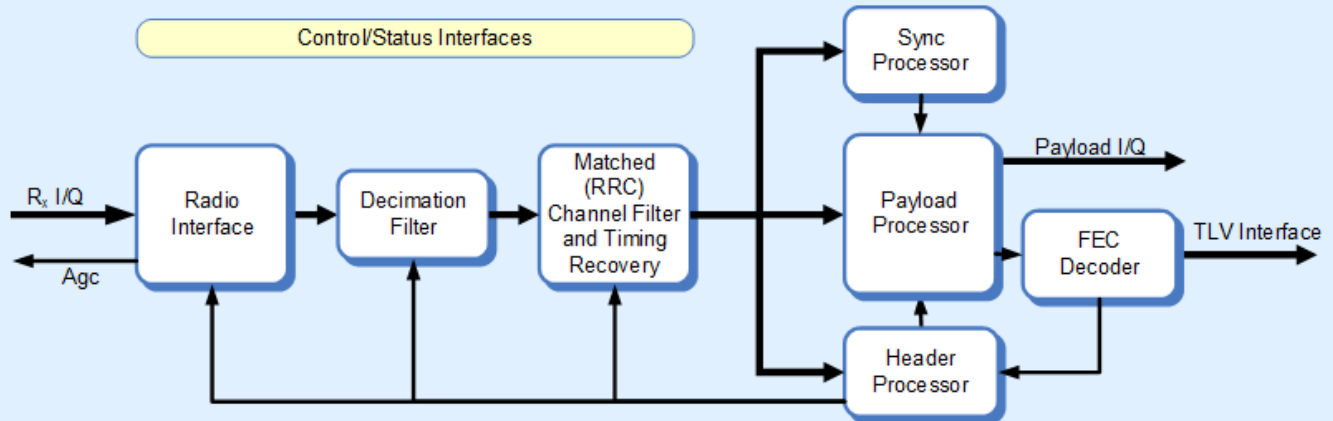 Control/Status Interfaces
Sync
Processor
Rx I/Q
Agc
Radio
Interface
Decimation
Filter
Matched
(RRC)
Channel Filter
and Timing
Recovery
Payload
Processor
Payload I/Q
FEC
Decoder
TLV Interface
Header
Processor